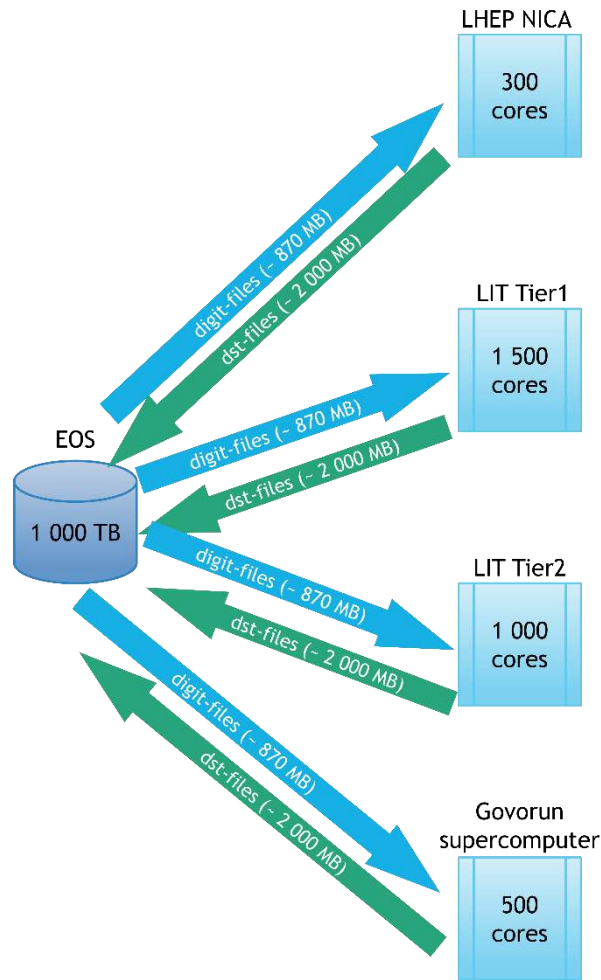 LHEP NICA
300
cores
digit-files (~ 870 MB)
dst-files (~ 2 000 MB)
LIT Tier1
1 500
cores
digit-files (~ 870 MB)
dst-files (~ 2 000 MB)
EOS
1 000 TB
LIT Tier2
1 000
cores
digit-files (~ 870 MB)
dst-files (~ 2 000 MB)
Govorun
supercomputer
500
cores
digit-files (~ 870 MB)
dst-files (~ 2 000 MB)